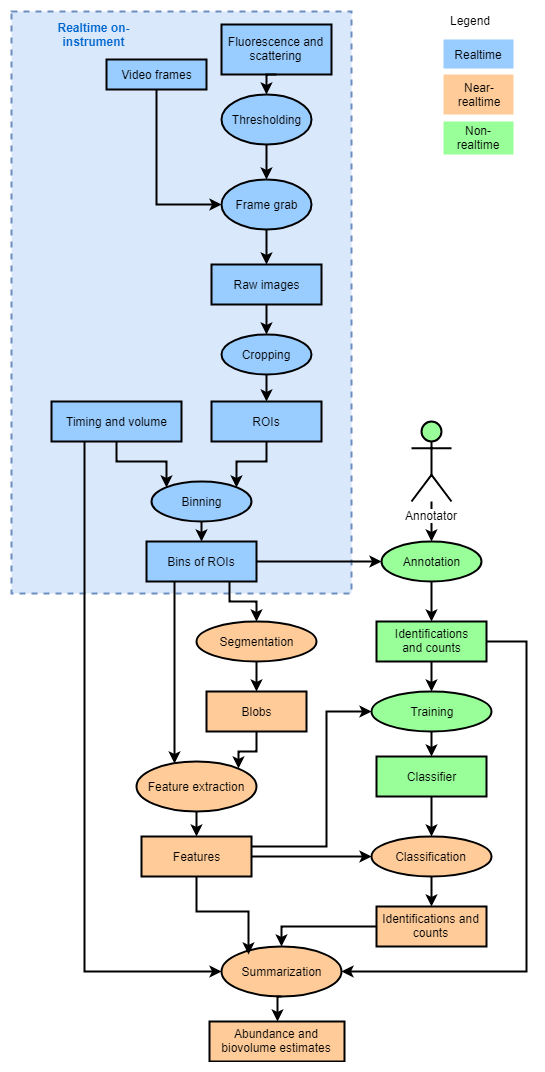 Realtime on-
instrument
Legend
Realtime
Near-
realtime
Non-
realtime
Fluorescence and
scattering
Video frames
Thresholding
Frame grab
Raw images
Cropping
Timing and volume
ROIs
Binning
Annotator
Bins of ROIs
Annotation
Segmentation
Identifications
and counts
Blobs
Training
Feature extraction
Classifier
Features
Classification
Identifications and
counts
Summarization
Abundance and
biovolume estimates